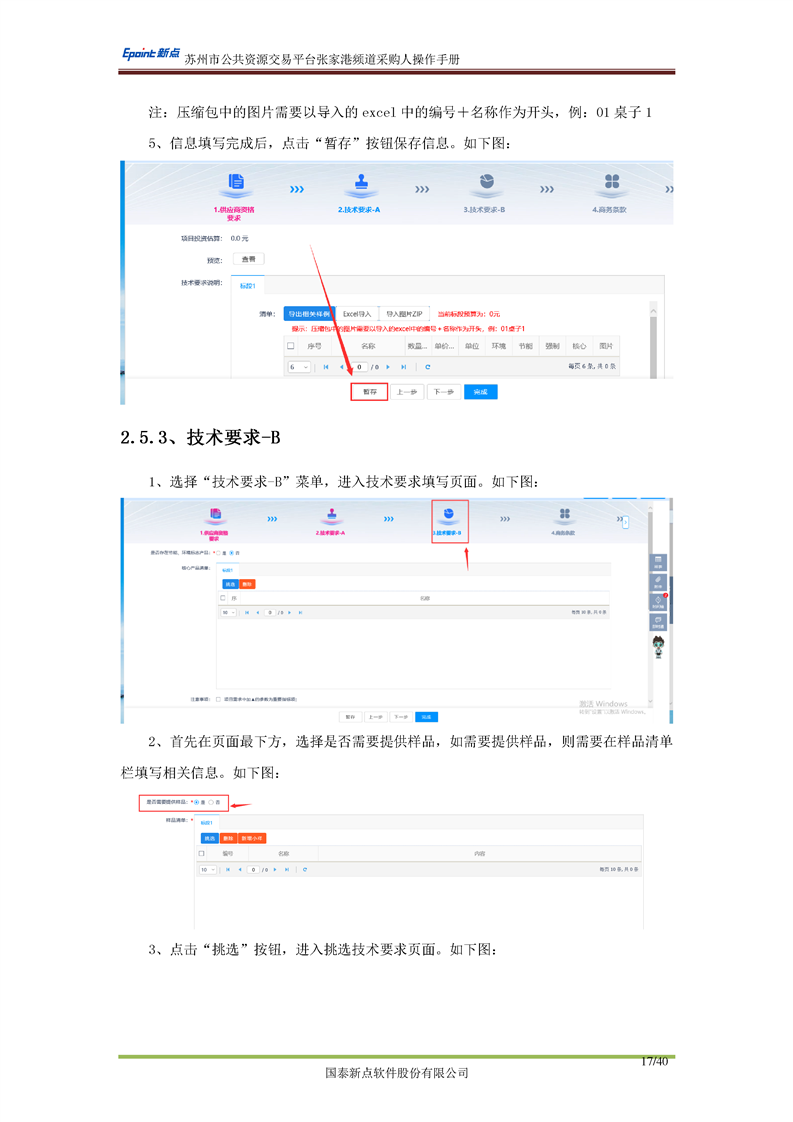 Epoint新点 苏州市公共资源交易平台张家港频道采购人操作手册
注：压缩包中的图片需要以导入的 excel 中的编号＋名称作为开头，例：01 桌子 1
5、信息填写完成后，点击“暂存”按钮保存信息。如下图：
1.供应商资格要求 2.技术要求-A 3.技术要求-B 4.商务条款
项目投资估算： 0.0 元
预览： 查看
技术要求说明： 标段1
清单： 导出相关样例 Excel导入 导入图片ZIP 当前标段预算为：0元
提示：压缩包中的图片需要以导入的excel中的编号＋名称作为开头，例：01桌子1
序号 名称 数量... 单价... 单位 环境 节能 强制 核心 图片
6 0 / 0 每页 6 条, 共 0 条
暂存 上一步 下一步 完成
2.5.3、技术要求-B
1、选择“技术要求-B”菜单，进入技术要求填写页面。如下图：
1.供应商资格要求 2.技术要求-A 3.技术要求-B 4.商务条款
是 否
核心产品清单： 标段1
挑选 删除
序 名称
10 0 / 0 每页 10 条, 共 0 条
注意事项：
激活 Windows
转到"设置"以激活 Windows。
暂存 上一步 下一步 完成
2、首先在页面最下方，选择是否需要提供样品，如需要提供样品，则需要在样品清单
栏填写相关信息。如下图：
是否需要提供样品：* 是 否
样品清单：* 标段1
挑选 删除 新增小样
编号 名称 内容
10 0 / 0 每页 10 条, 共 0 条
3、点击“挑选”按钮，进入挑选技术要求页面。如下图：
17/40
国泰新点软件股份有限公司